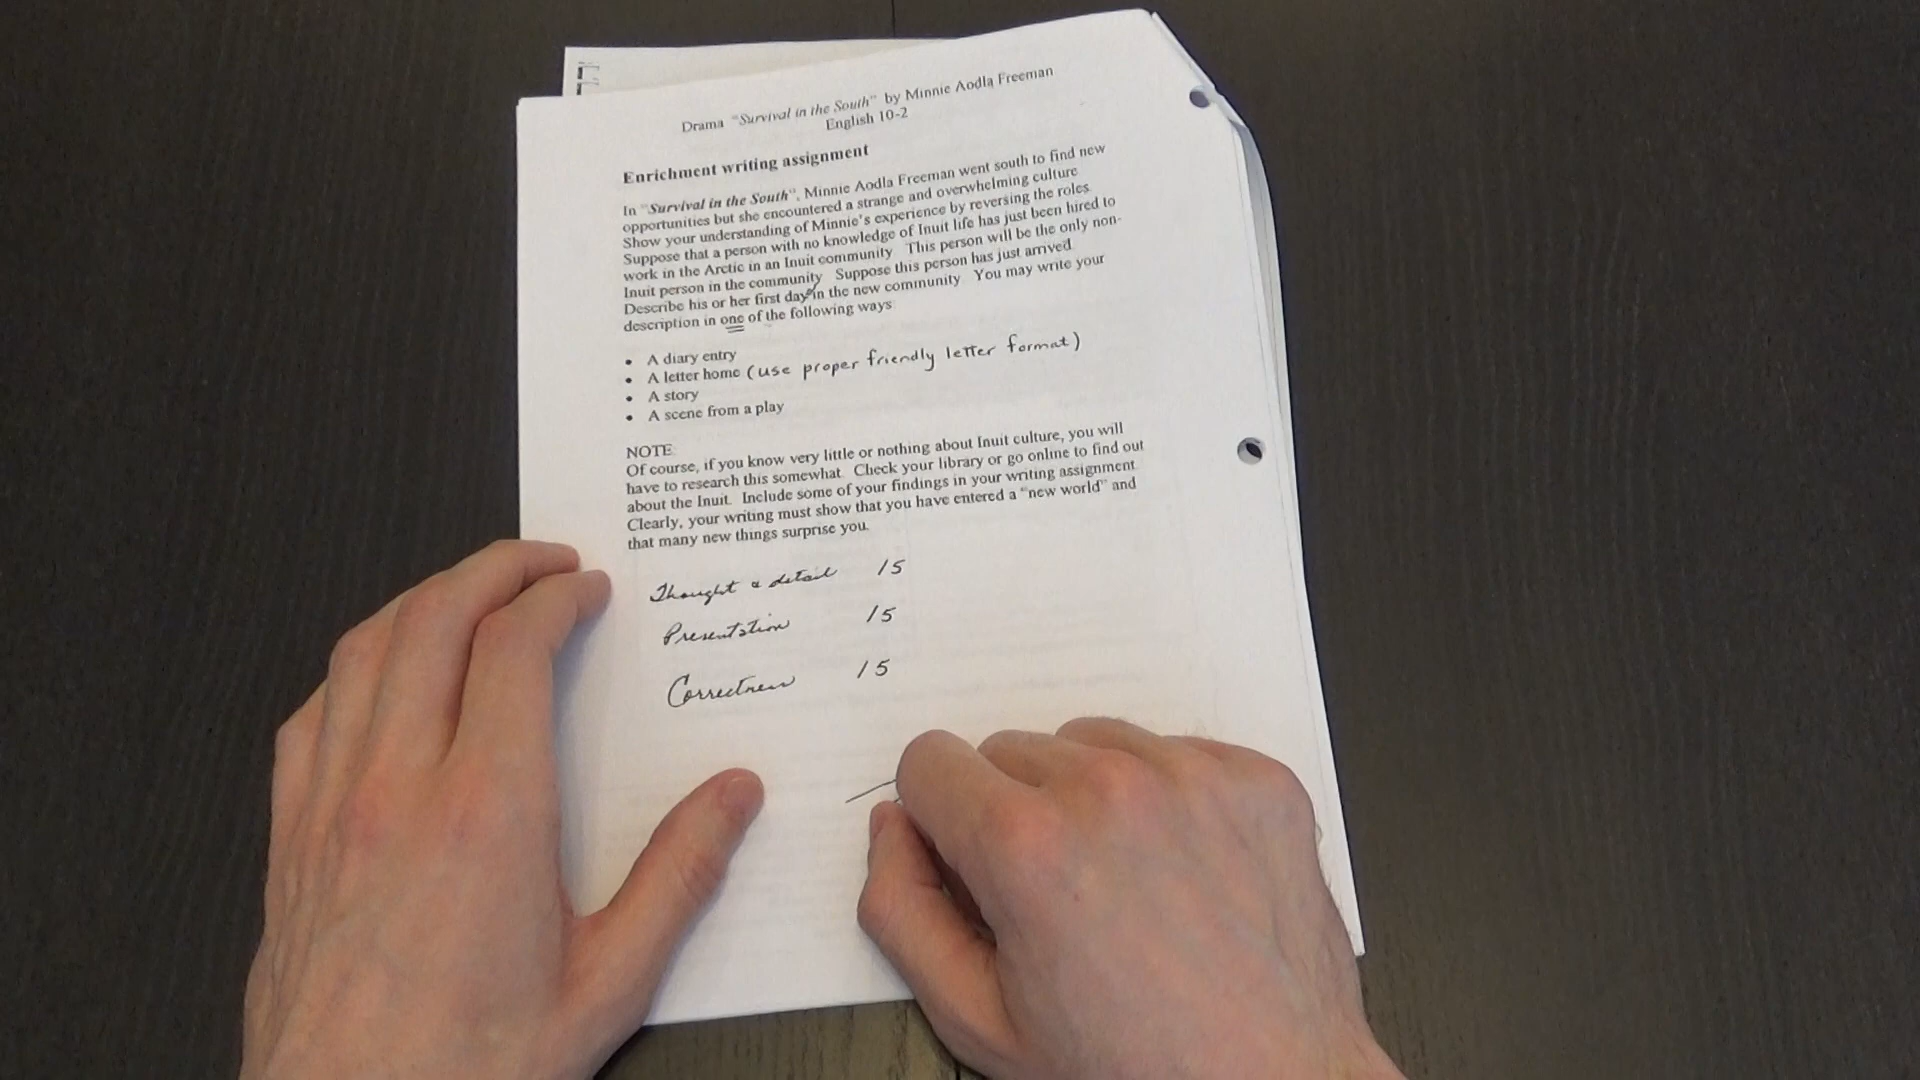 Drama "Survival in the South" by Minnie Aodla Freeman
English 10-2
Enrichment writing assignment
In "Survival in the South", Minnie Aodla Freeman went south to find new
opportunities but she encountered a strange and overwhelming culture
Show your understanding of Minnie's experience by reversing the roles.
Suppose that a person with no knowledge of Inuit life has just been hired to
work in the Arctic in an Inuit community. This person will be the only non-
Inuit person in the community. Suppose this person has just arrived.
Describe his or her first day in the new community. You may write your
description in one of the following ways
• A diary entry
• A letter home (use proper friendly letter format)
• A story
• A scene from a play
NOTE
Of course, if you know very little or nothing about Inuit culture, you will
have to research this somewhat. Check your library or go online to find out
about the Inuit. Include some of your findings in your writing assignment
Clearly, your writing must show that you have entered a "new world" and
that many new things surprise you.
Thought & detail 15
Presentation 15
Correctness 15